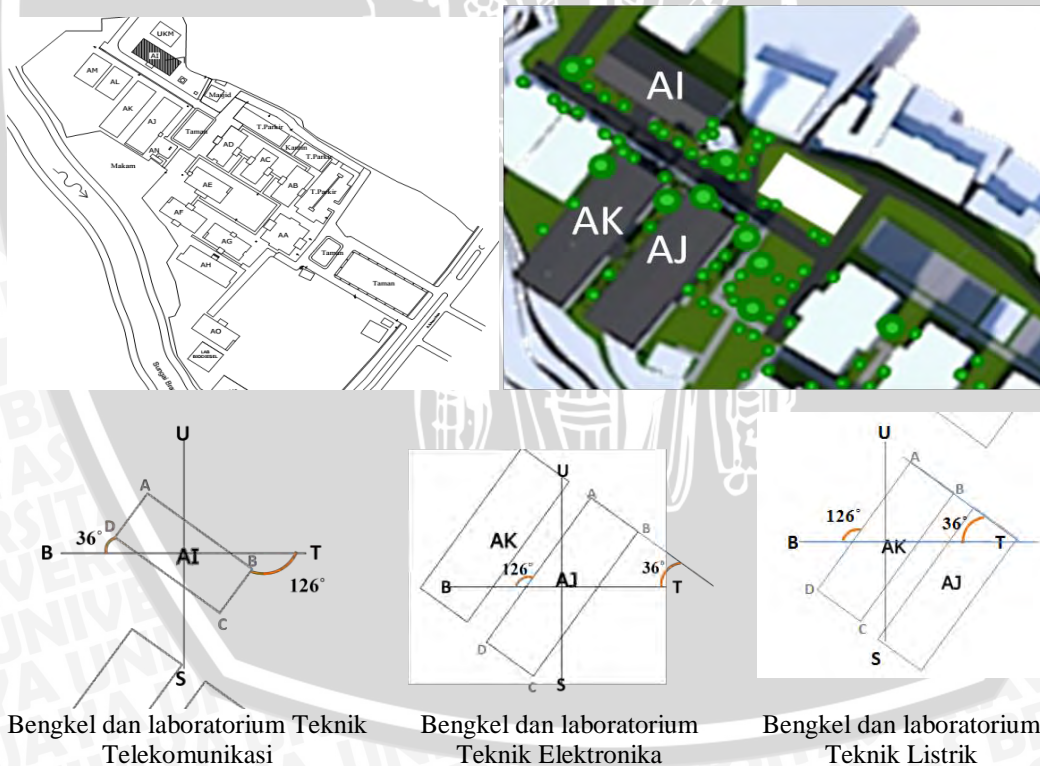 UKM
AI
AM
AL
AK
AJ
AN
Masjid
Taman
T.Parkir
Kantin
T.Parkir
T.Parkir
AD
AC
AB
Makam
AE
AF
AG
AH
AA
Taman
Taman
AO
LAB
BIODIESEL
AI
AK
AJ
U
A
D
36°
B
AI
T
B
126°
C
S
U
A
B
AK
126°
AJ
36°
B
T
D
C
S
U
A
B
126°
36°
B
AK
T
AJ
D
C
S
Bengkel dan laboratorium Teknik
Telekomunikasi
Bengkel dan laboratorium
Teknik Elektronika
Bengkel dan laboratorium
Teknik Listrik